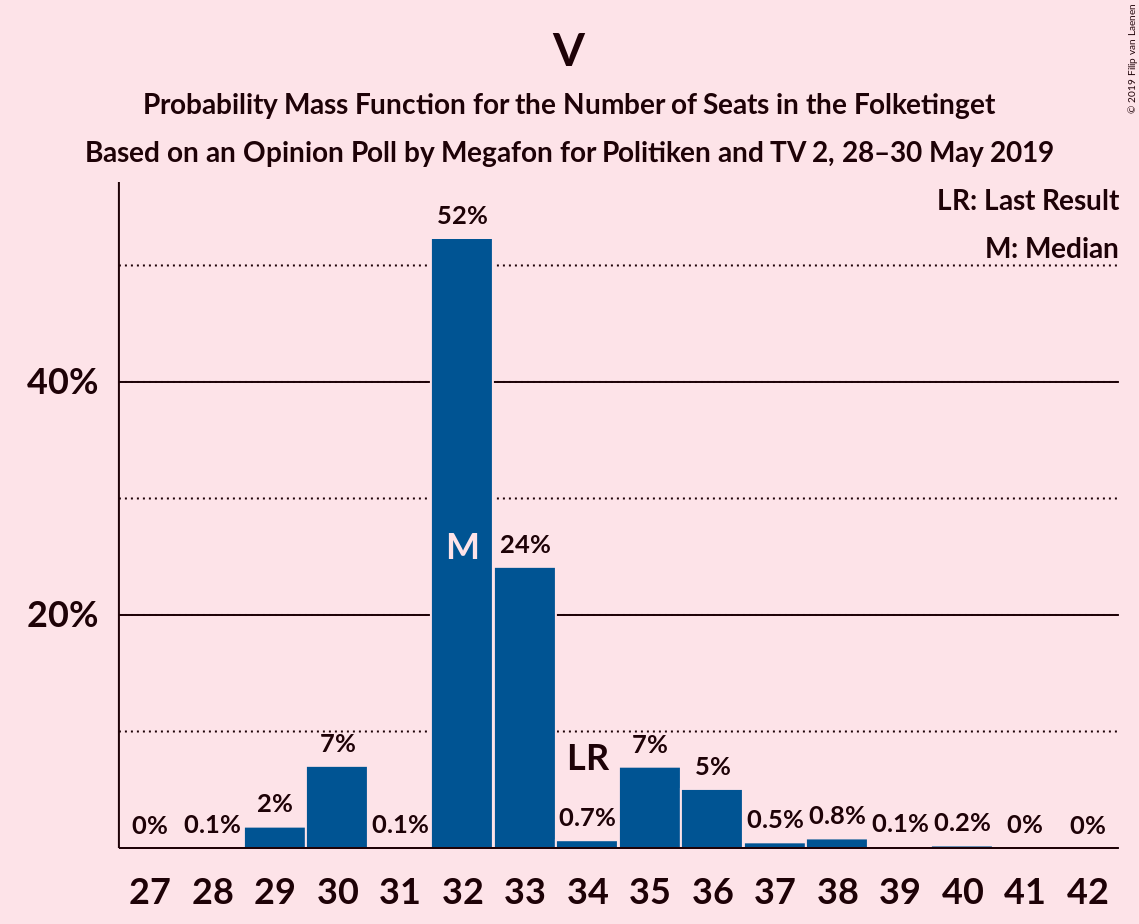 V
Probability Mass Function for the Number of Seats in the Folketinget
Based on an Opinion Poll by Megafon for Politiken and TV 2, 28–30 May 2019
© 2019 Filip van Laenen
LR: Last Result
M: Median
40%
20%
0%
0.1%
2%
7%
0.1%
52%
M
24%
LR
0.7%
7%
5%
0.5%
0.8%
0.1%
0.2%
0%
0%
27 28 29 30 31 32 33 34 35 36 37 38 39 40 41 42